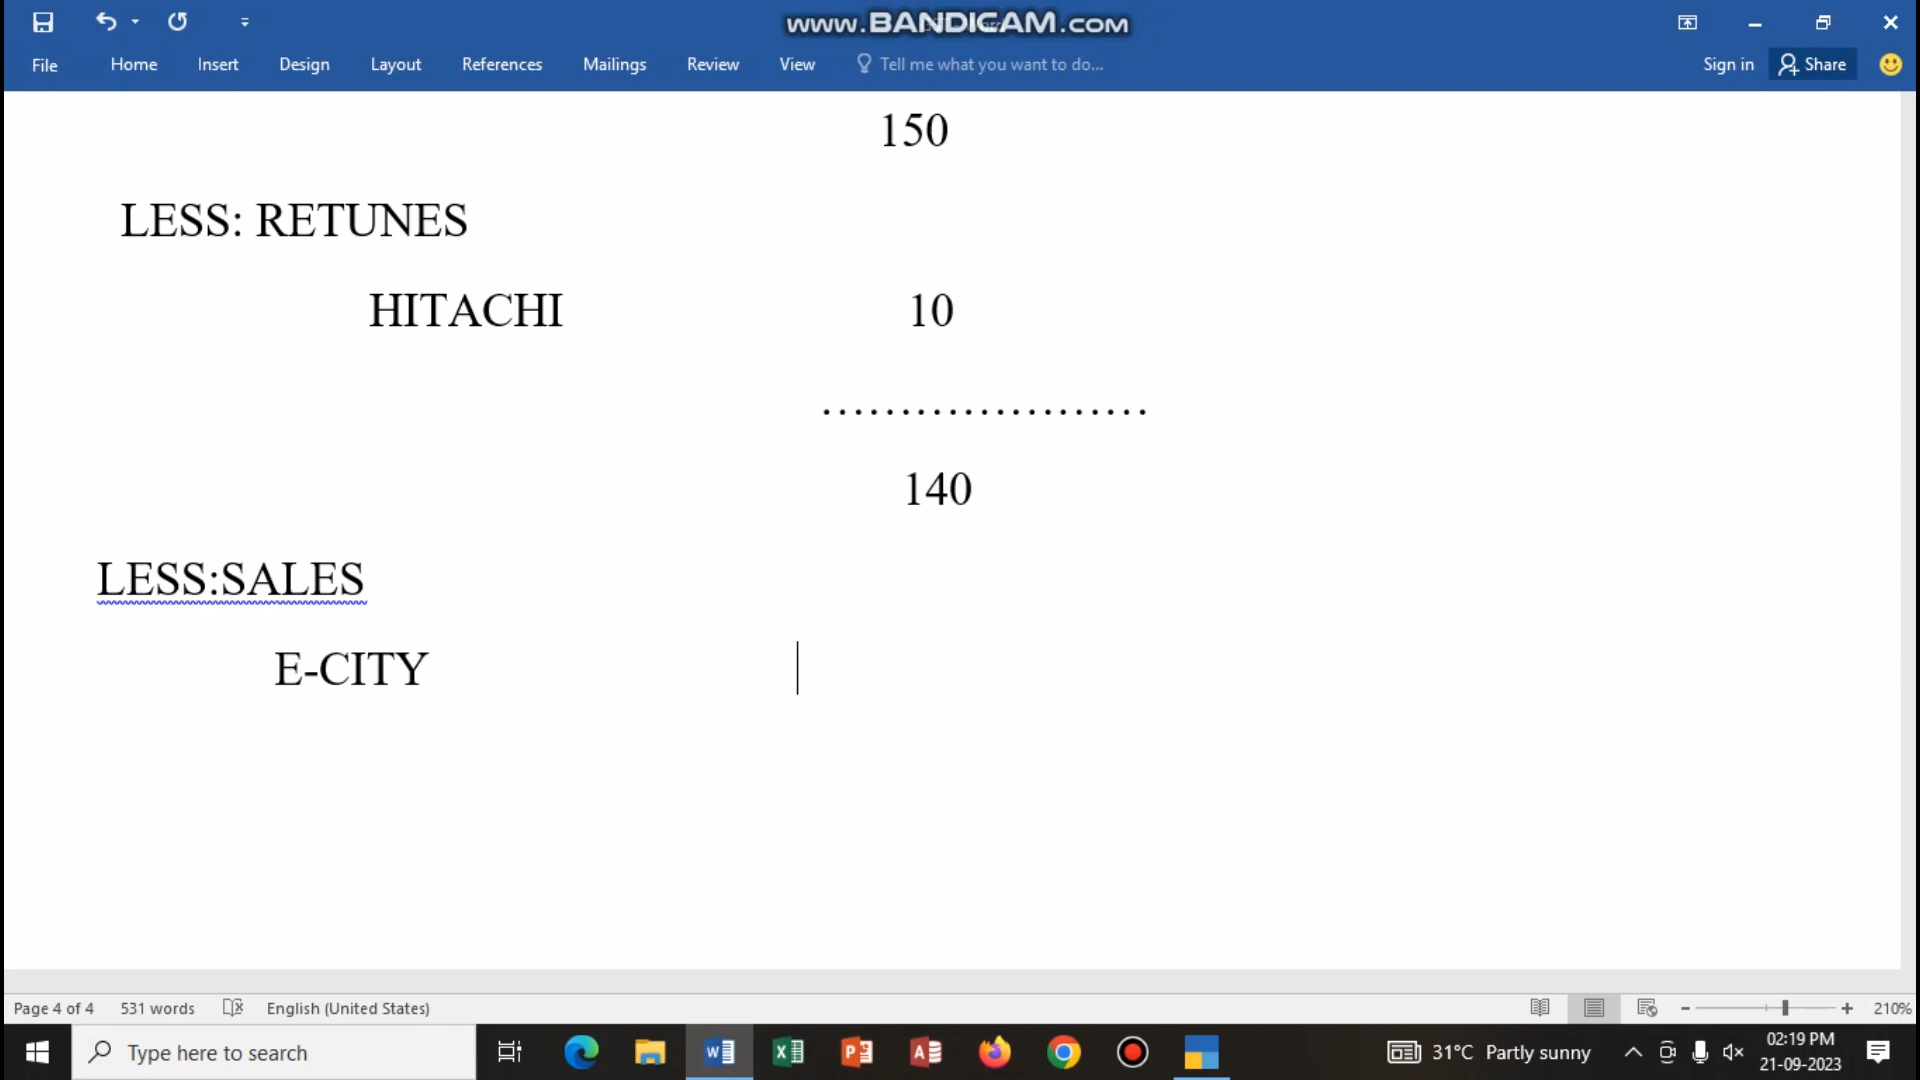 www.BANDICAM.com
File Home Insert Design Layout References Mailings Review View Tell me what you want to do... Sign in Share
150
LESS: RETUNES
HITACHI 10
.....................
140
LESS:SALES
E-CITY
Page 4 of 4 531 words English (United States) 210%
Type here to search 31°C Partly sunny 02:19 PM
21-09-2023